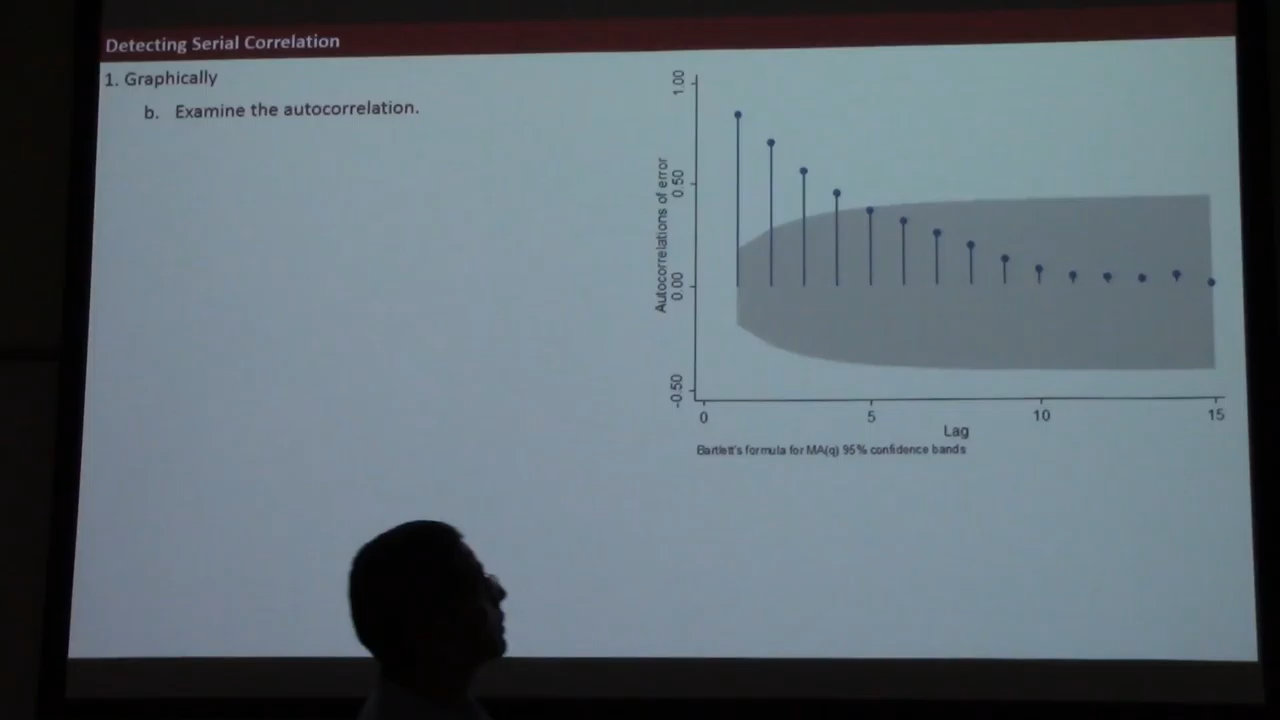 Detecting Serial Correlation
1. Graphically
b. Examine the autocorrelation.
Autocorrelations of error
1.00
0.50
0.00
-0.50
0
5
10
15
Lag
Bartlett's formula for MA(q) 95% confidence bands